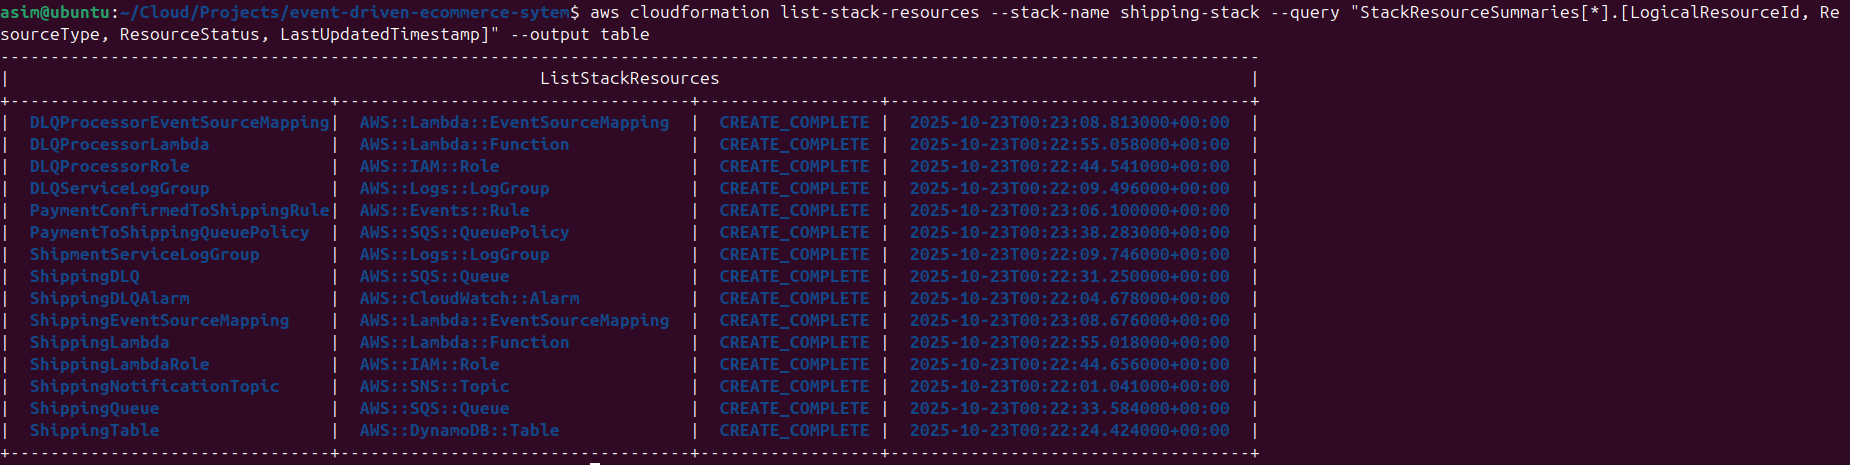 asim@ubuntu:~/Cloud/Projects/event-driven-ecommerce-sytem$ aws cloudformation list-stack-resources --stack-name shipping-stack --query "StackResourceSummaries[*].[LogicalResourceId, Re
sourceType, ResourceStatus, LastUpdatedTimestamp]" --output table
------------------------------------------------------------------------------------------------------------------------------
|                                                     ListStackResources                                                     |
+--------------------------------+-----------------------------------+------------------+------------------------------------+
|  DLQProcessorEventSourceMapping|  AWS::Lambda::EventSourceMapping  |  CREATE_COMPLETE |  2025-10-23T00:23:08.813000+00:00  |
|  DLQProcessorLambda            |  AWS::Lambda::Function            |  CREATE_COMPLETE |  2025-10-23T00:22:55.058000+00:00  |
|  DLQProcessorRole              |  AWS::IAM::Role                   |  CREATE_COMPLETE |  2025-10-23T00:22:44.541000+00:00  |
|  DLQServiceLogGroup            |  AWS::Logs::LogGroup              |  CREATE_COMPLETE |  2025-10-23T00:22:09.496000+00:00  |
|  PaymentConfirmedToShippingRule|  AWS::Events::Rule                |  CREATE_COMPLETE |  2025-10-23T00:23:06.100000+00:00  |
|  PaymentToShippingQueuePolicy  |  AWS::SQS::QueuePolicy            |  CREATE_COMPLETE |  2025-10-23T00:23:38.283000+00:00  |
|  ShipmentServiceLogGroup       |  AWS::Logs::LogGroup              |  CREATE_COMPLETE |  2025-10-23T00:22:09.746000+00:00  |
|  ShippingDLQ                   |  AWS::SQS::Queue                  |  CREATE_COMPLETE |  2025-10-23T00:22:31.250000+00:00  |
|  ShippingDLQAlarm              |  AWS::CloudWatch::Alarm           |  CREATE_COMPLETE |  2025-10-23T00:22:04.678000+00:00  |
|  ShippingEventSourceMapping    |  AWS::Lambda::EventSourceMapping  |  CREATE_COMPLETE |  2025-10-23T00:23:08.676000+00:00  |
|  ShippingLambda                |  AWS::Lambda::Function            |  CREATE_COMPLETE |  2025-10-23T00:22:55.018000+00:00  |
|  ShippingLambdaRole            |  AWS::IAM::Role                   |  CREATE_COMPLETE |  2025-10-23T00:22:44.656000+00:00  |
|  ShippingNotificationTopic     |  AWS::SNS::Topic                  |  CREATE_COMPLETE |  2025-10-23T00:22:01.041000+00:00  |
|  ShippingQueue                 |  AWS::SQS::Queue                  |  CREATE_COMPLETE |  2025-10-23T00:22:33.584000+00:00  |
|  ShippingTable                 |  AWS::DynamoDB::Table             |  CREATE_COMPLETE |  2025-10-23T00:22:24.424000+00:00  |
+--------------------------------+-----------------------------------+------------------+------------------------------------+